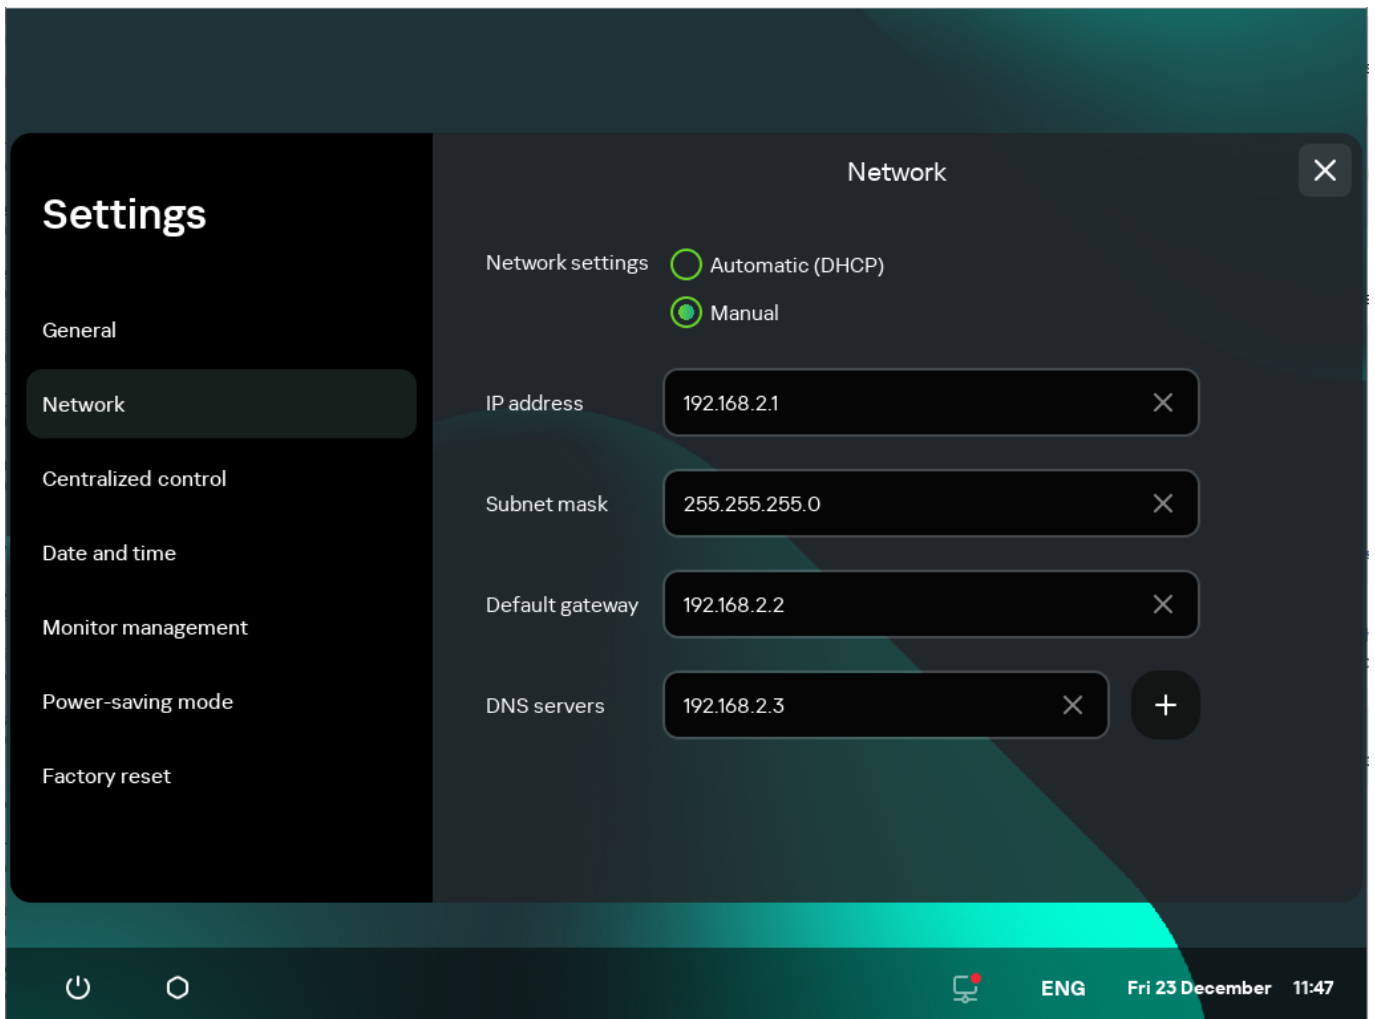 Settings
General
Network
Centralized control
Date and time
Monitor management
Power-saving mode
Factory reset
Network
Network settings
Automatic (DHCP)
Manual
IP address 192.168.2.1
Subnet mask 255.255.255.0
Default gateway 192.168.2.2
DNS servers 192.168.2.3
ENG Fri 23 December 11:47